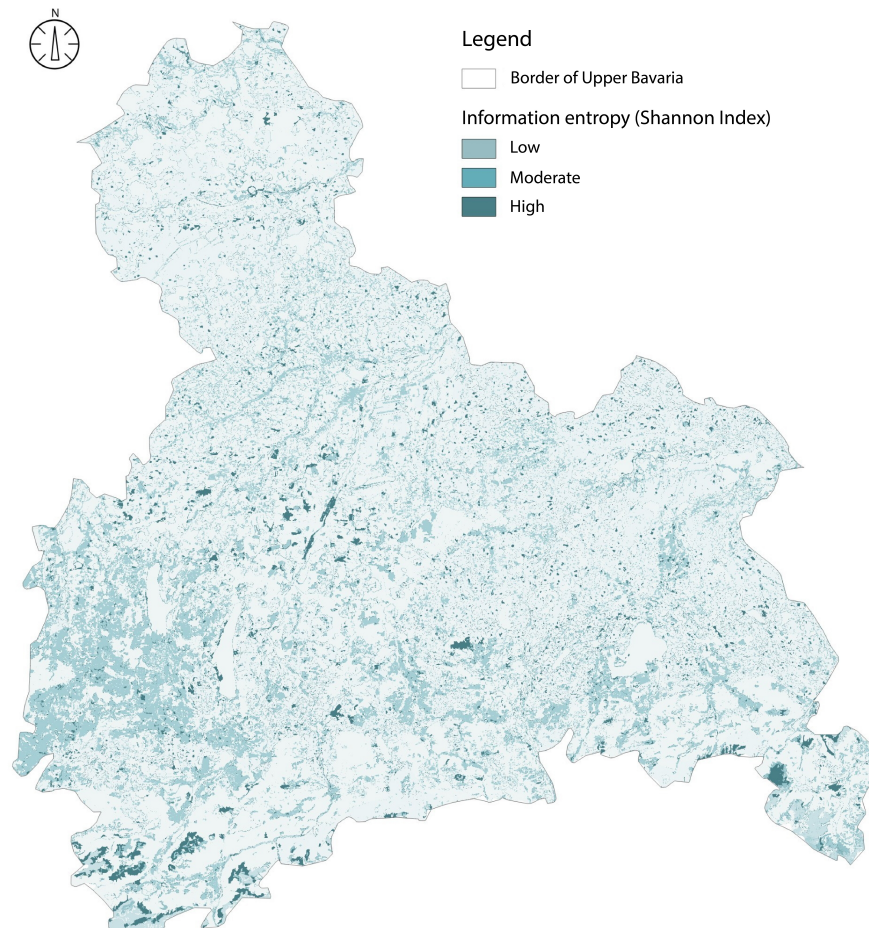 N
Legend
Border of Upper Bavaria
Information entropy (Shannon Index)
Low
Moderate
High